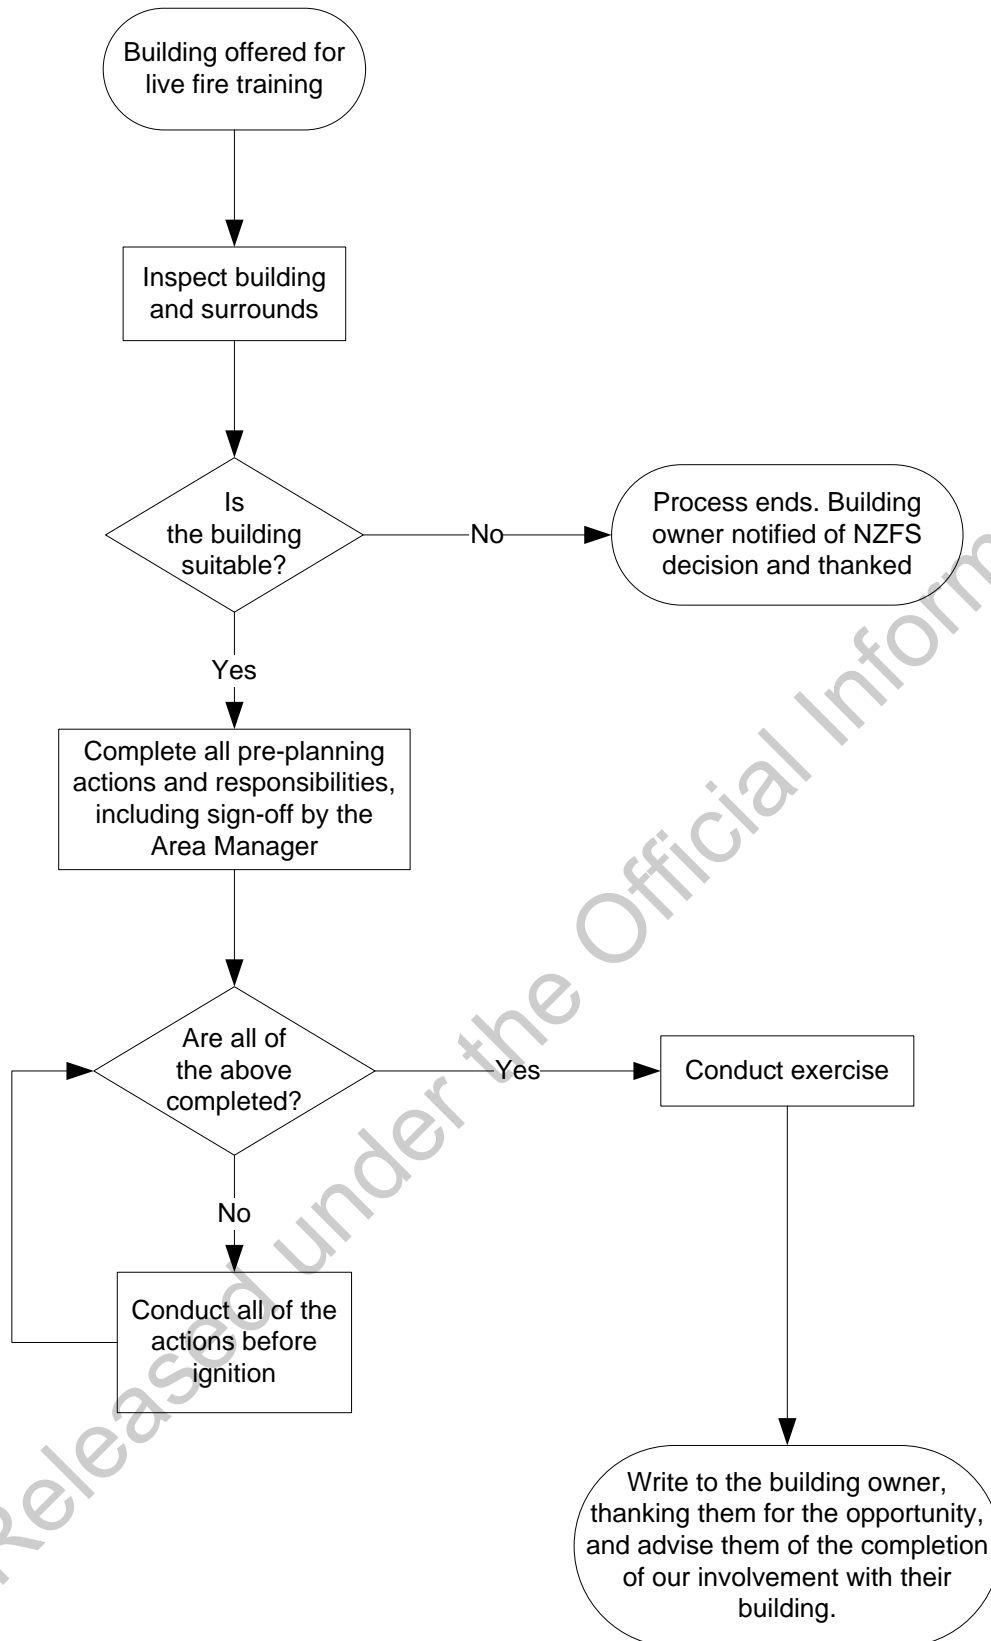 Building offered for
live fire training
Inspect building
and surrounds
Is
the building
suitable?
No
Process ends. Building
owner notified of NZFS
decision and thanked
Yes
Complete all pre-planning
actions and responsibilities,
including sign-off by the
Area Manager
Are all of
the above
completed?
Yes
Conduct exercise
No
Conduct all of the
actions before
ignition
Write to the building owner,
thanking them for the opportunity,
and advise them of the completion
of our involvement with their
building.
Released under the Official Inform